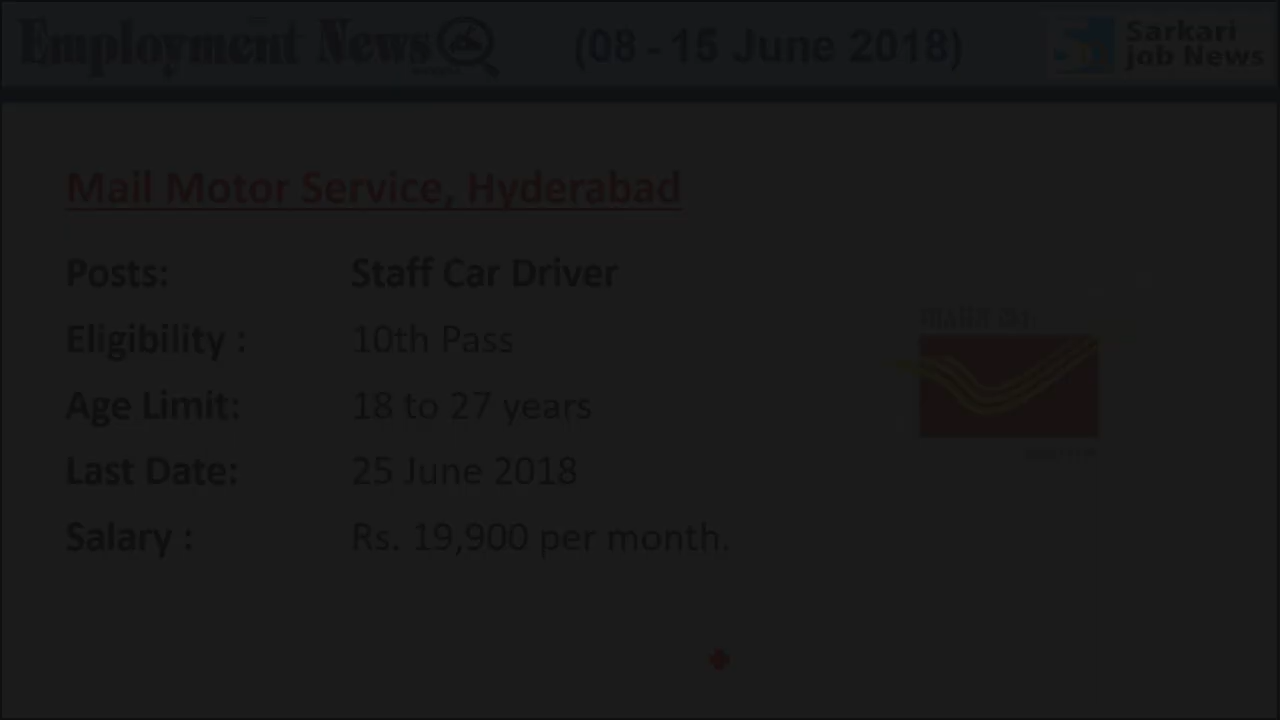 Employment News
(08 - 15 June 2018)
Sarkari
Job News
Mail Motor Service, Hyderabad
Posts: Staff Car Driver
Eligibility : 10th Pass
Age Limit: 18 to 27 years
Last Date: 25 June 2018
Salary : Rs. 19,900 per month.